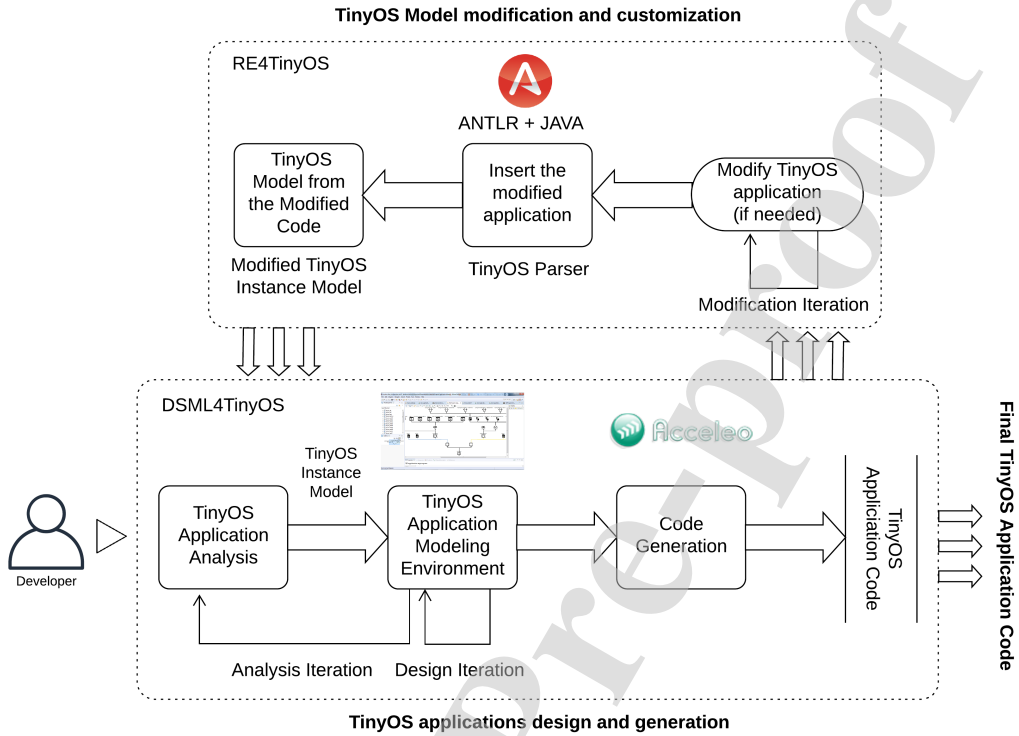 TinyOS Model modification and customization
RE4TinyOS
ANTLR + JAVA
TinyOS
Model from
the Modified
Code
Insert the
modified
application
Modify TinyOS
application
(if needed)
Modified TinyOS
Instance Model
TinyOS Parser
Modification Iteration
DSML4TinyOS
Acceleo
TinyOS
Instance
Model
TinyOS
Application
Analysis
TinyOS
Application
Modeling
Environment
Code
Generation
TinyOS
Appliciation Code
Final TinyOS Application Code
Developer
Analysis Iteration
Design Iteration
TinyOS applications design and generation
pre-proof